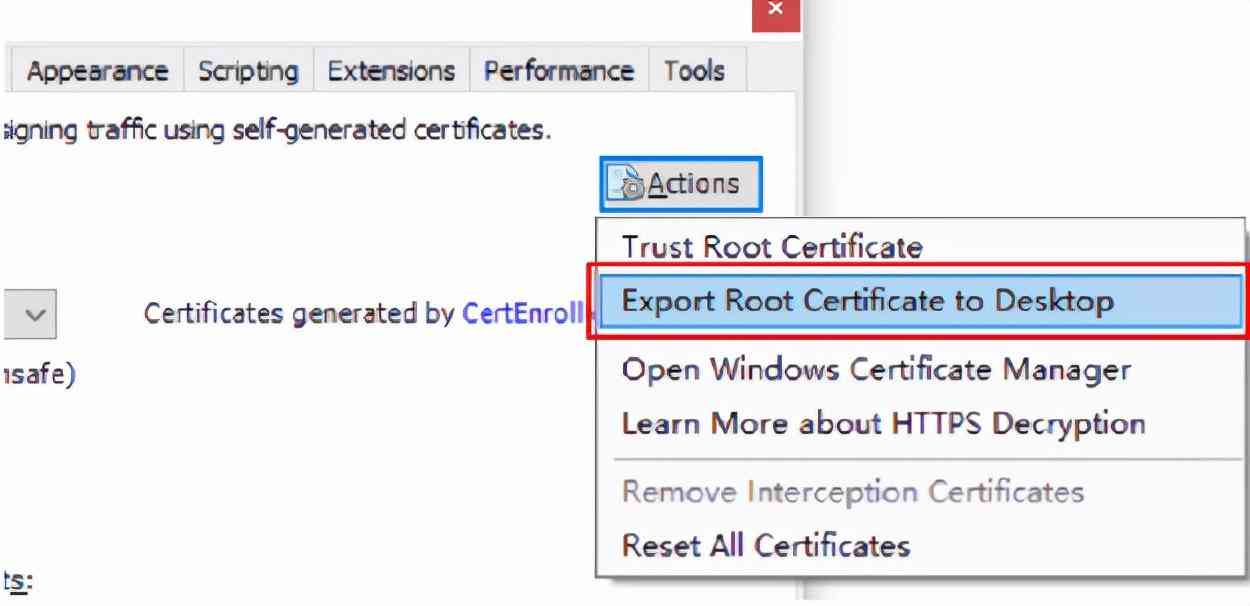 Appearance Scripting Extensions Performance Tools
signing traffic using self-generated certificates.
Actions
Trust Root Certificate
Export Root Certificate to Desktop
Certificates generated by CertEnroll
Open Windows Certificate Manager
Learn More about HTTPS Decryption
Remove Interception Certificates
Reset All Certificates